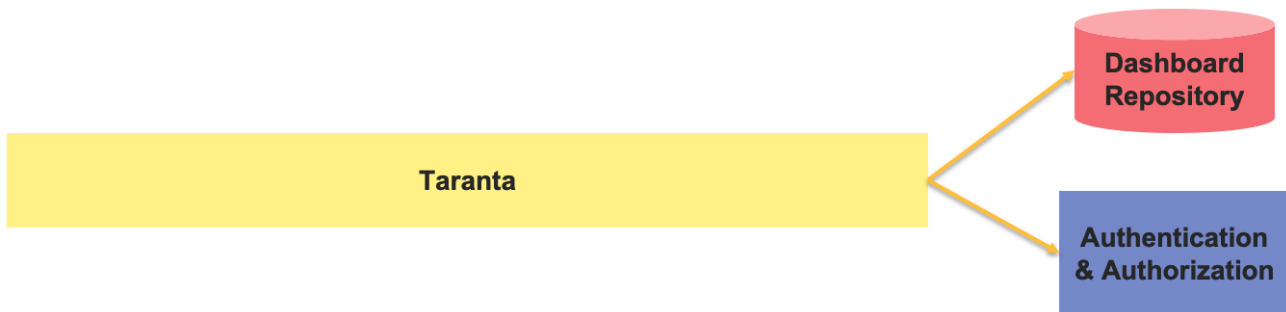 Dashboard
Repository
Taranta
Authentication
& Authorization